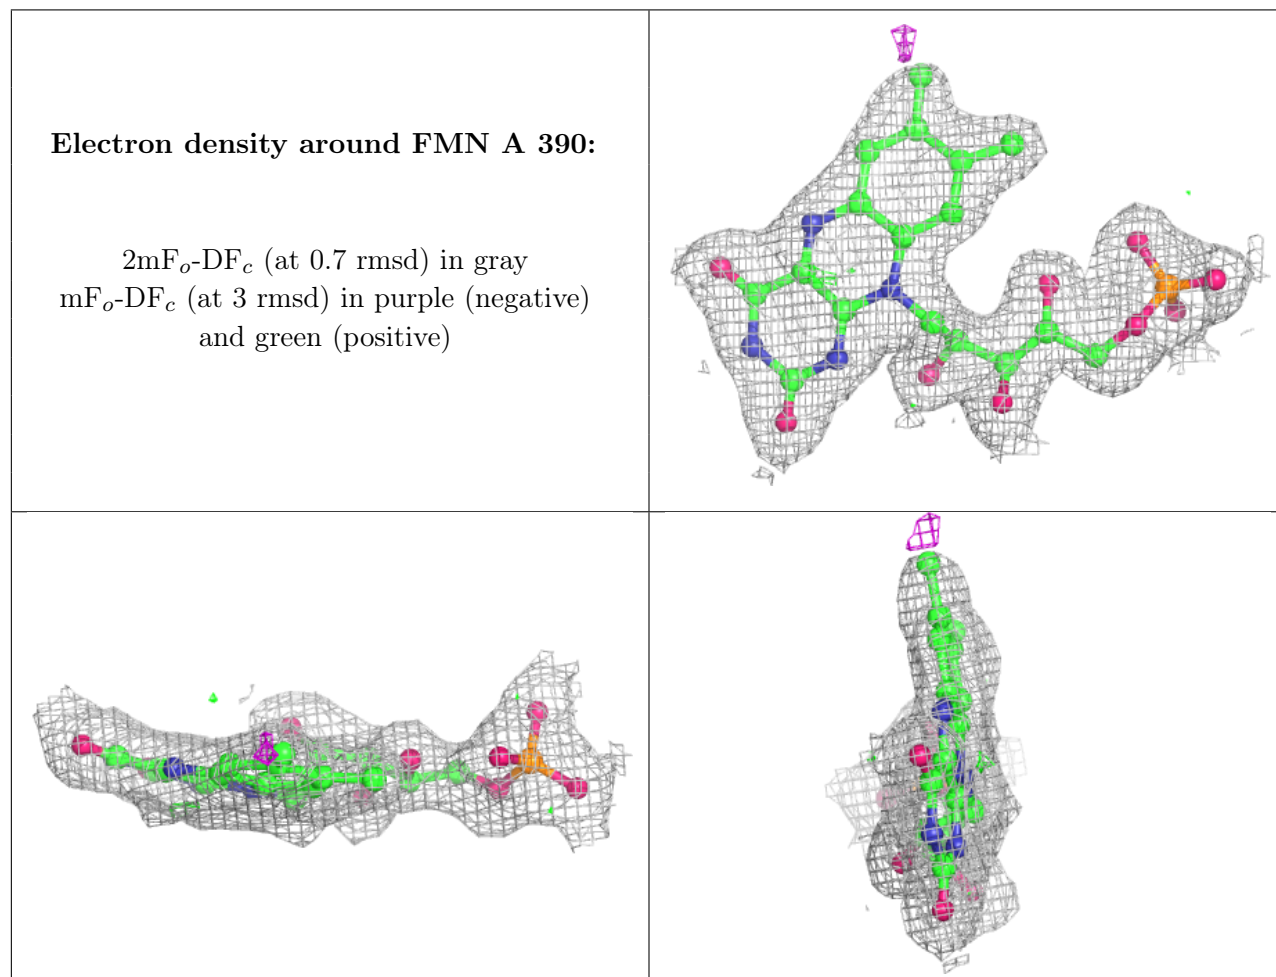 Electron density around FMN A 390:
2mFo-DFc (at 0.7 rmsd) in gray
mFo-DFc (at 3 rmsd) in purple (negative)
and green (positive)